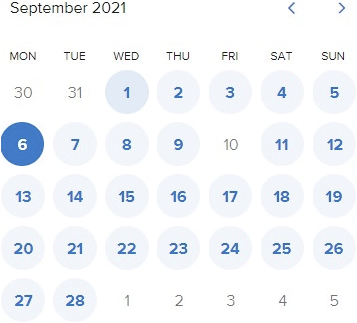 September 2021
MON TUE WED THU FRI SAT SUN
30 31 1 2 3 4 5
6 7 8 9 10 11 12
13 14 15 16 17 18 19
20 21 22 23 24 25 26
27 28 1 2 3 4 5